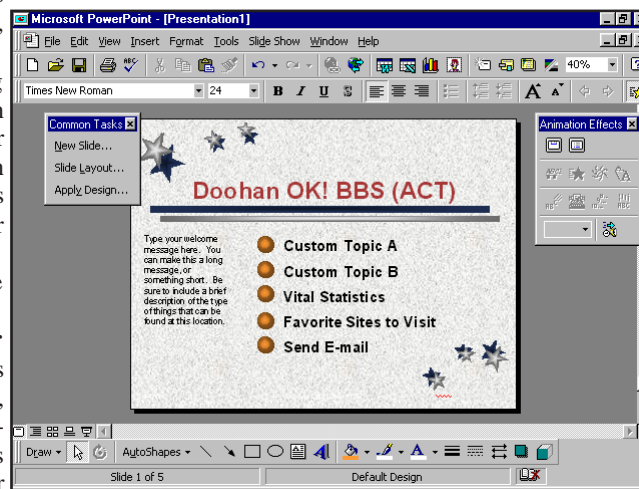 Microsoft PowerPoint - [Presentation1]
File Edit View Insert Format Tools Slide Show Window Help
40%
Times New Roman 24 B I U S A A
Common Tasks
New Slide...
Slide Layout...
Apply Design...
Animation Effects
Doohan OK! BBS (ACT)
Type your welcome
message here. You
can make this a long
message, or
something short. Be
sure to include a brief
description of the type
of things that can be
found at this location.
Custom Topic A
Custom Topic B
Vital Statistics
Favorite Sites to Visit
Send E-mail
Draw AutoShapes
Slide 1 of 5 Default Design